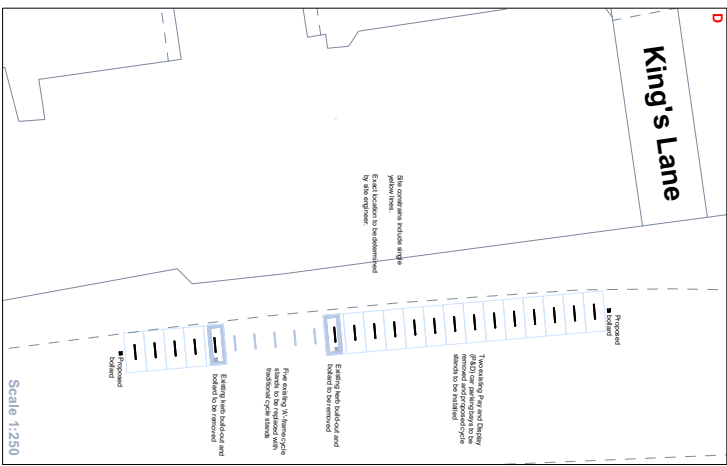 D
King's Lane
Site constrains include single
yellow lines.
Exact location to be determined
by site engineer.
Proposed
bollard
Two existing Pay and Display
(P&D) car parking bays to be
removed and proposed cycle
stands to be installed
Existing kerb build-out and
bollard to be removed
Five existing 'A'-frame cycle
stands to be replaced with
traditional cycle stands
Existing kerb build-out and
bollard to be removed
Proposed
bollard
Scale 1:250